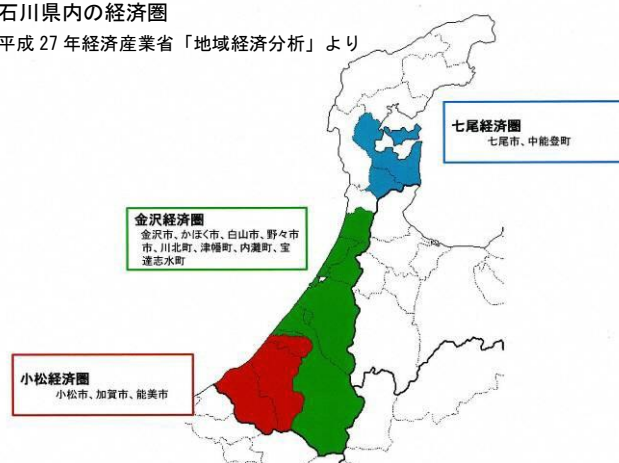 石川県内の経済圏
平成27年経済産業省「地域経済分析」より
七尾経済圏
七尾市、中能登町
金沢経済圏
金沢市、かほく市、白山市、野々市
市、川北町、津幡町、内灘町、宝
達志水町
小松経済圏
小松市、加賀市、能美市